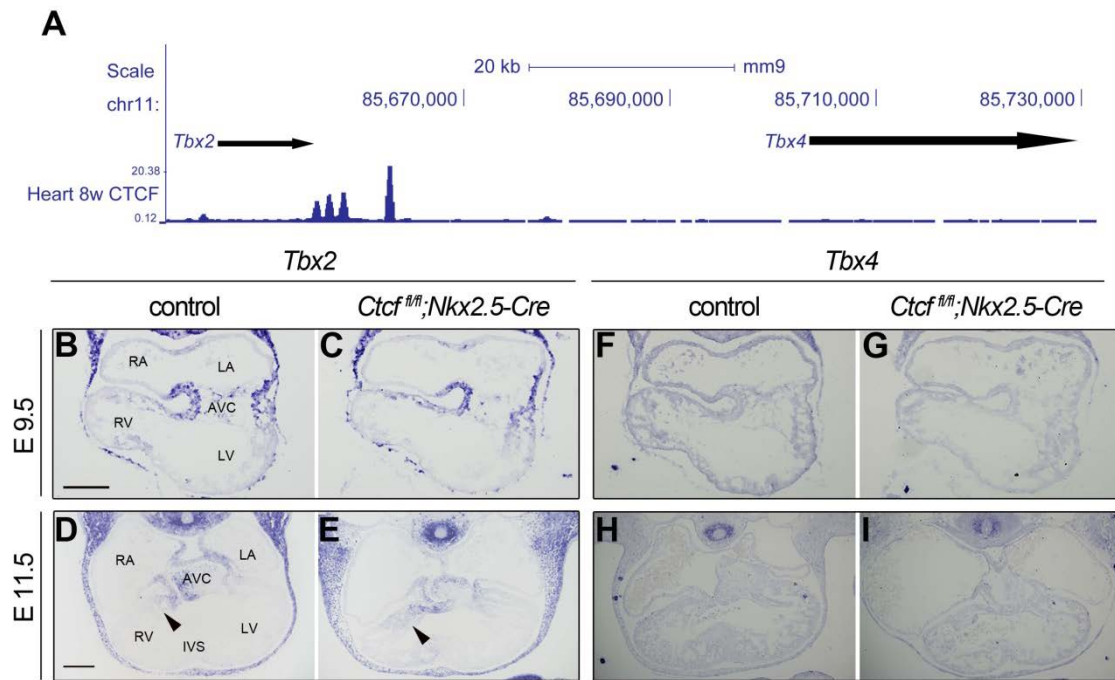 A
Scale 20 kb mm9
chr11: 85,670,000 85,690,000 85,710,000 85,730,000
Tbx2 Tbx4
20.38
Heart 8w CTCF
0.12
Tbx2 Tbx4
control Ctcf fl/fl;Nkx2.5-Cre control Ctcf fl/fl;Nkx2.5-Cre
E 9.5
B RA LA AVC RV LV
C
F
G
E 11.5
D RA LA AVC RV LV IVS
E
H
I